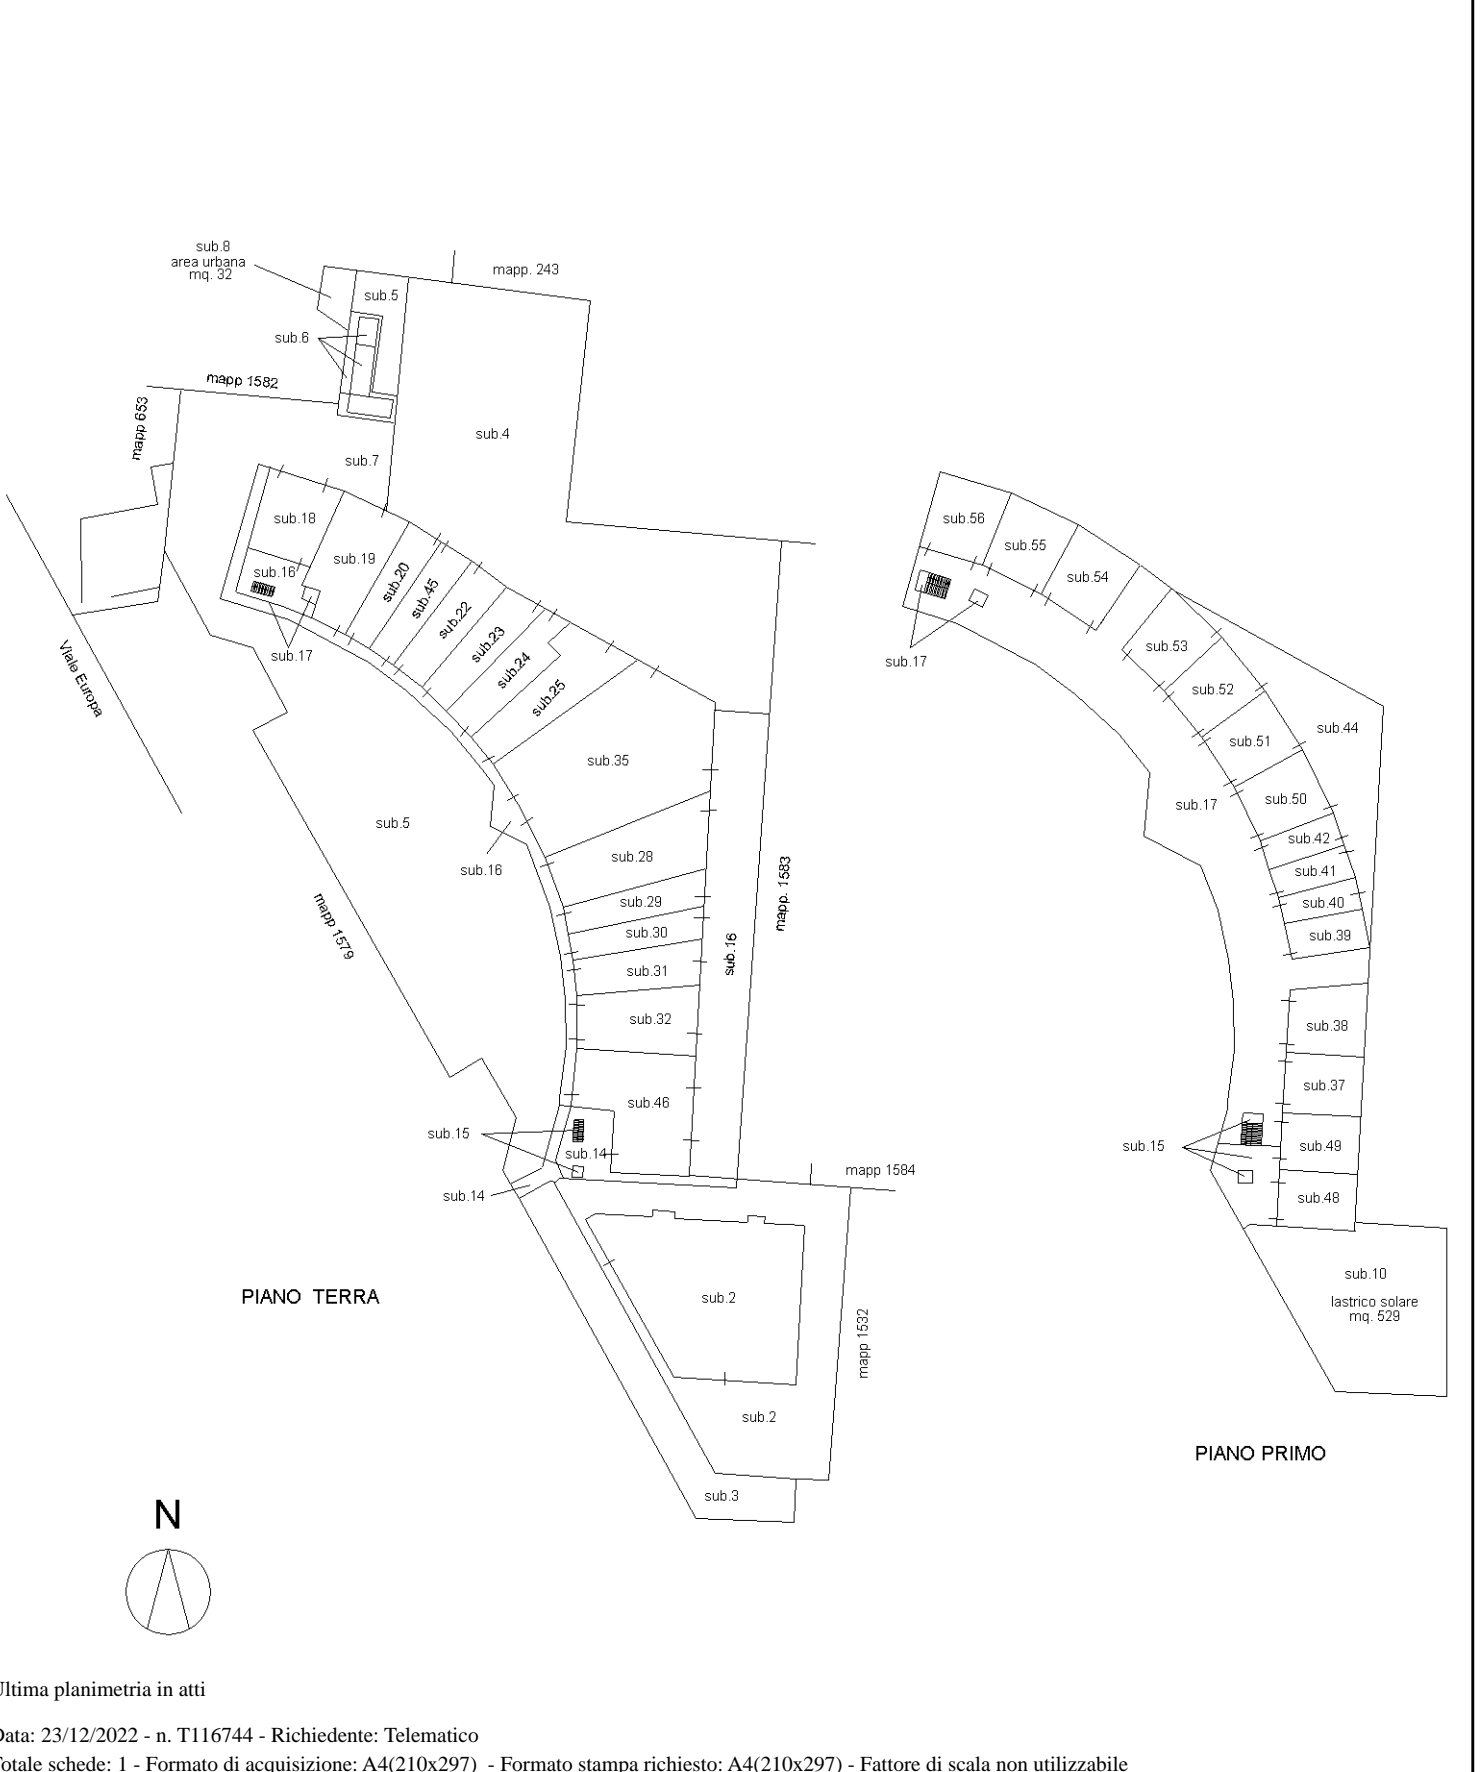 sub.8
area urbana
mq. 32
mapp. 243
sub.5
sub.6
mapp 1582
mapp 653
sub.4
sub.7
sub.18
sub.19
sub.16
sub.20
sub.45
sub.22
sub.23
sub.24
sub.25
sub.17
Viale Europa
sub.35
sub.5
sub.16
sub.28
sub.29
sub.30
sub.31
sub.32
sub.16
mapp. 1583
mapp 1579
sub.46
sub.15
sub.14
sub.14
mapp 1584
sub.2
mapp 1532
sub.2
sub.3
PIANO TERRA
sub.56
sub.55
sub.54
sub.17
sub.53
sub.52
sub.51
sub.44
sub.50
sub.17
sub.42
sub.41
sub.40
sub.39
sub.38
sub.37
sub.15
sub.49
sub.48
sub.10
lastrico solare
mq. 529
PIANO PRIMO
N
Ultima planimetria in atti
Data: 23/12/2022 - n. T116744 - Richiedente: Telematico
Totale schede: 1 - Formato di acquisizione: A4(210x297) - Formato stampa richiesto: A4(210x297) - Fattore di scala non utilizzabile